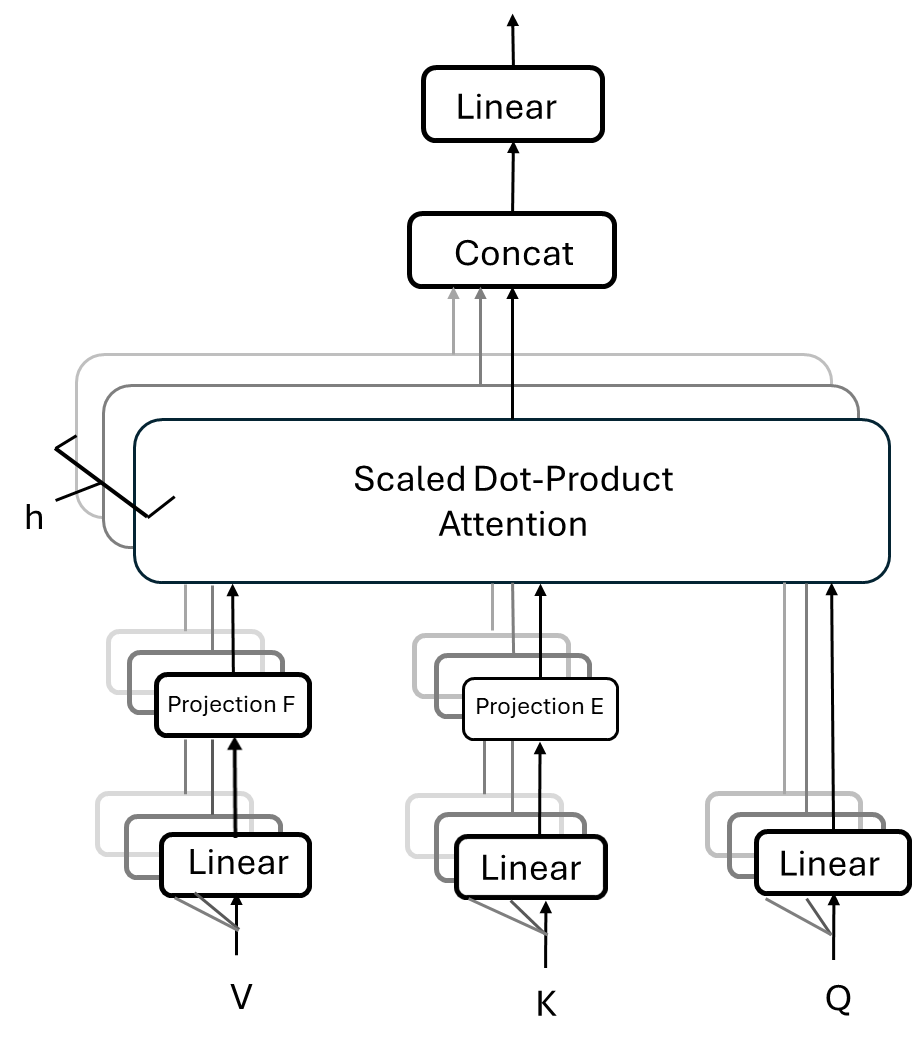 Linear
Concat
Scaled Dot-Product
Attention
h
Projection F
Projection E
Linear
Linear
Linear
V
K
Q